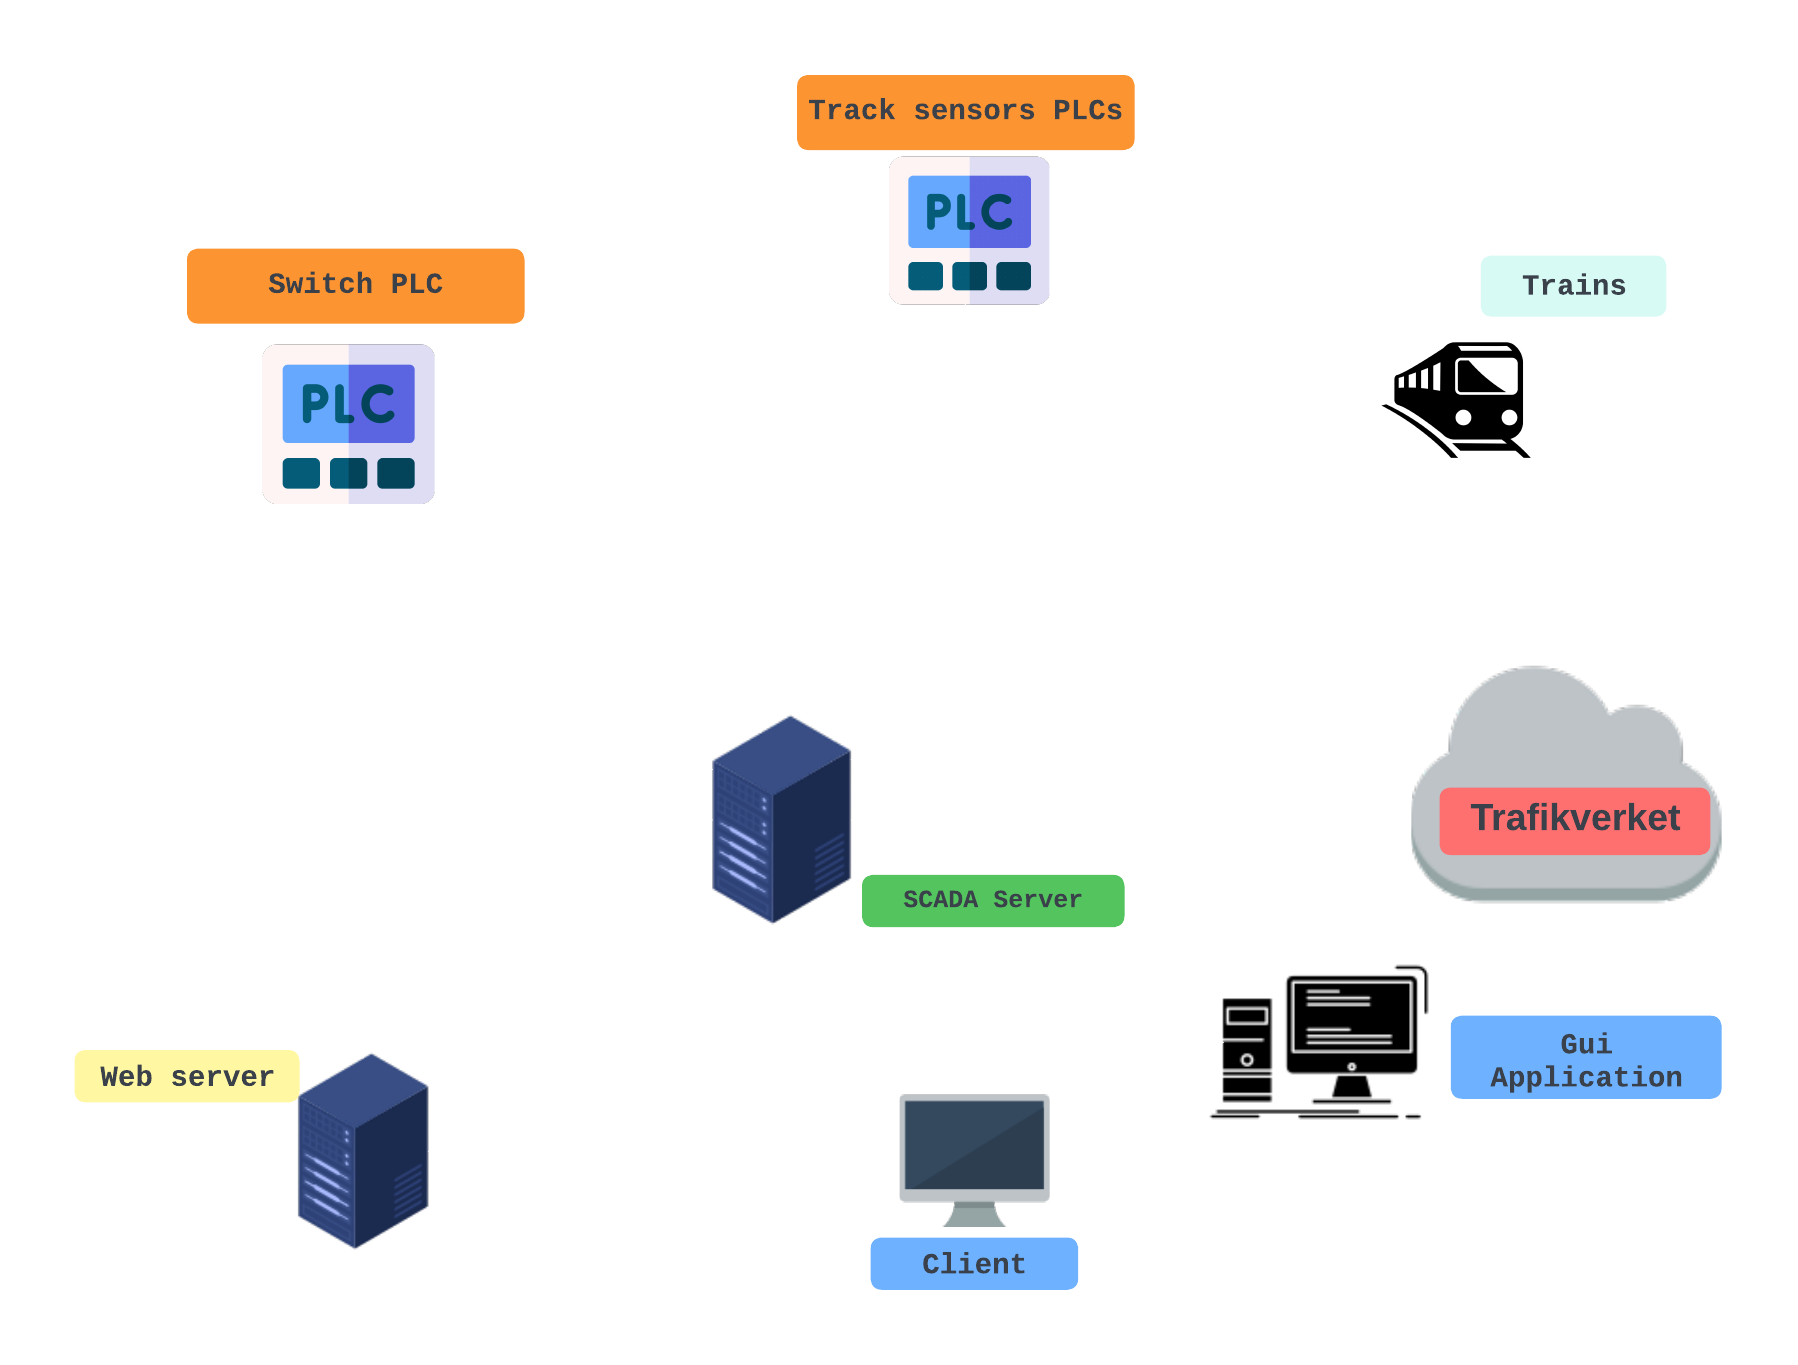 Track sensors PLCs
PLC
Switch PLC
PLC
Trains
Trafikverket
SCADA Server
Gui
Application
Web server
Client